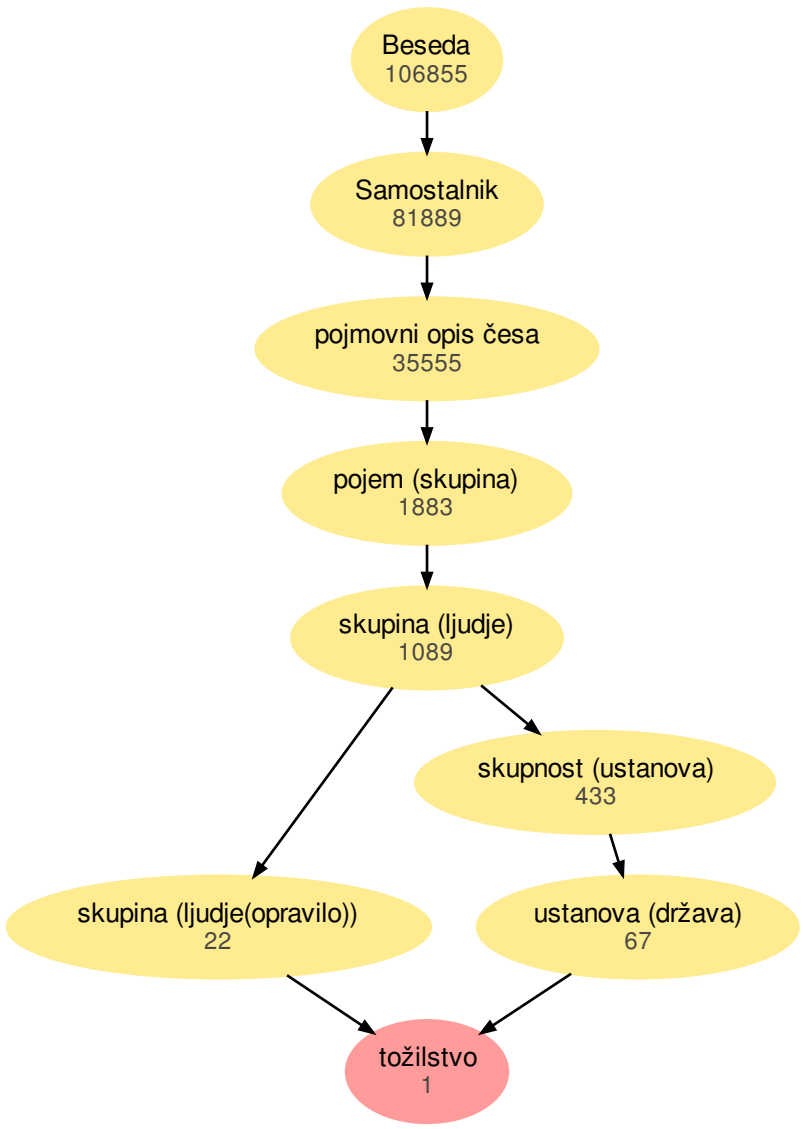 Beseda
106855
Samostalnik
81889
pojmovni opis česa
35555
pojem (skupina)
1883
skupina (ljudje)
1089
skupnost (ustanova)
433
skupina (ljudje(opravilo))
22
ustanova (država)
67
tožilstvo
1